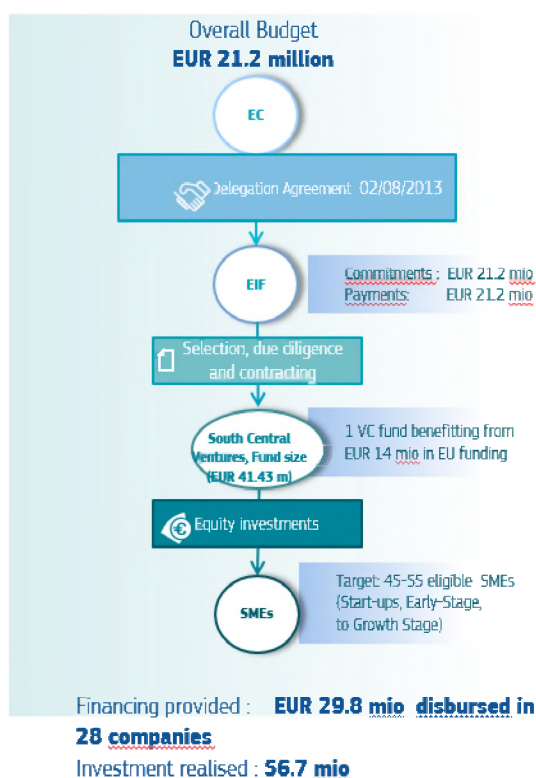 Overall Budget
EUR 21.2 million
EC
Delegation Agreement 02/08/2013
EIF
Commitments : EUR 21.2 mio
Payments: EUR 21.2 mio
Selection, due diligence
and contracting
South Central
Ventures, Fund size
(EUR 41.43 m)
1 VC fund benefitting from
EUR 14 mio in EU funding
Equity investments
SMEs
Target: 45-55 eligible SMEs
(Start-ups, Early-Stage,
to Growth Stage)
Financing provided : EUR 29.8 mio disbursed in
28 companies
Investment realised : 56.7 mio